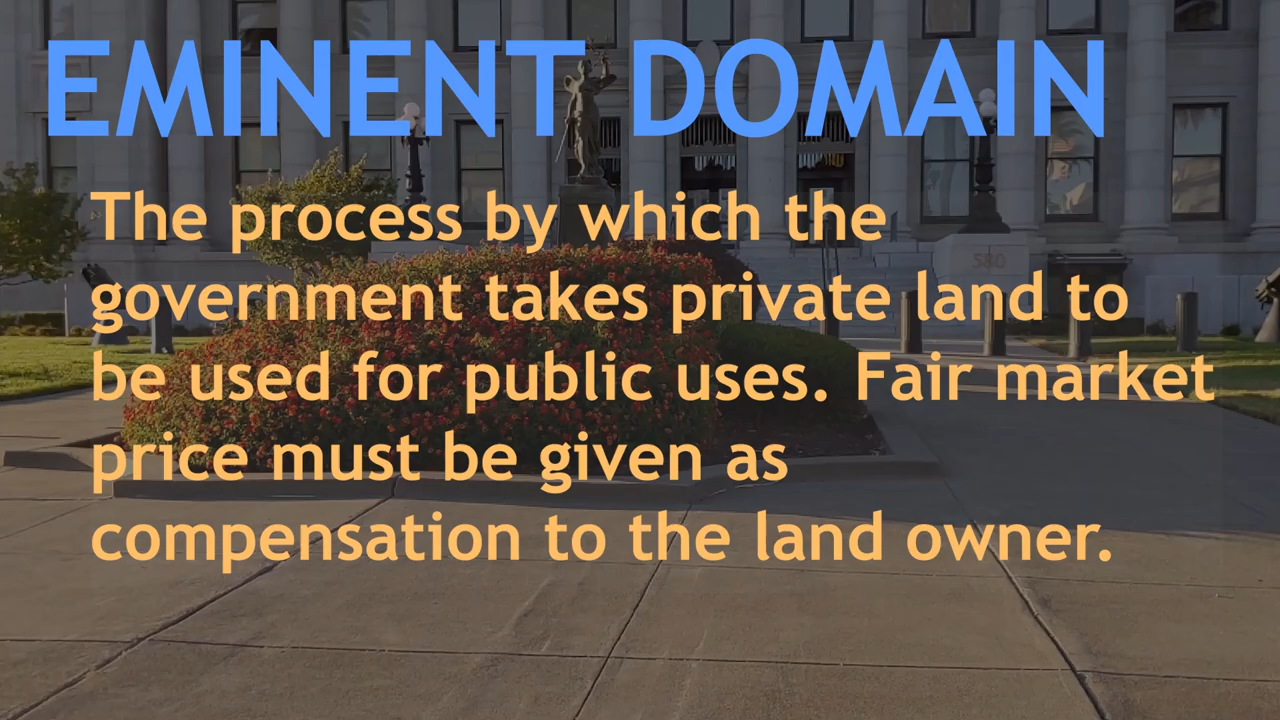 EMINENT DOMAIN
The process by which the
government takes private land to
be used for public uses. Fair market
price must be given as
compensation to the land owner.
580